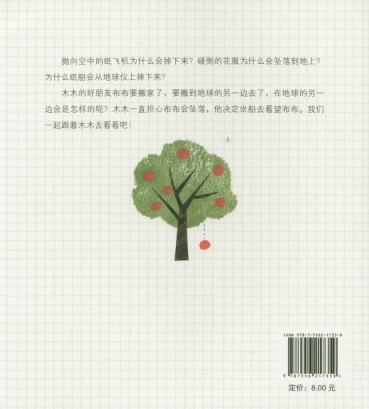 抛向空中的纸飞机为什么会掉下来？碰倒的花瓶为什么会坠落到地上？
为什么纸船会从地球仪上掉下来？
木木的好朋友布布要搬家了，要搬到地球的另一边去了，在地球的另一
边会是怎样的呢？木木一直担心布布会坠落，他决定坐船去看望布布。我们
一起跟着木木去看看吧！
定价：8.00 元